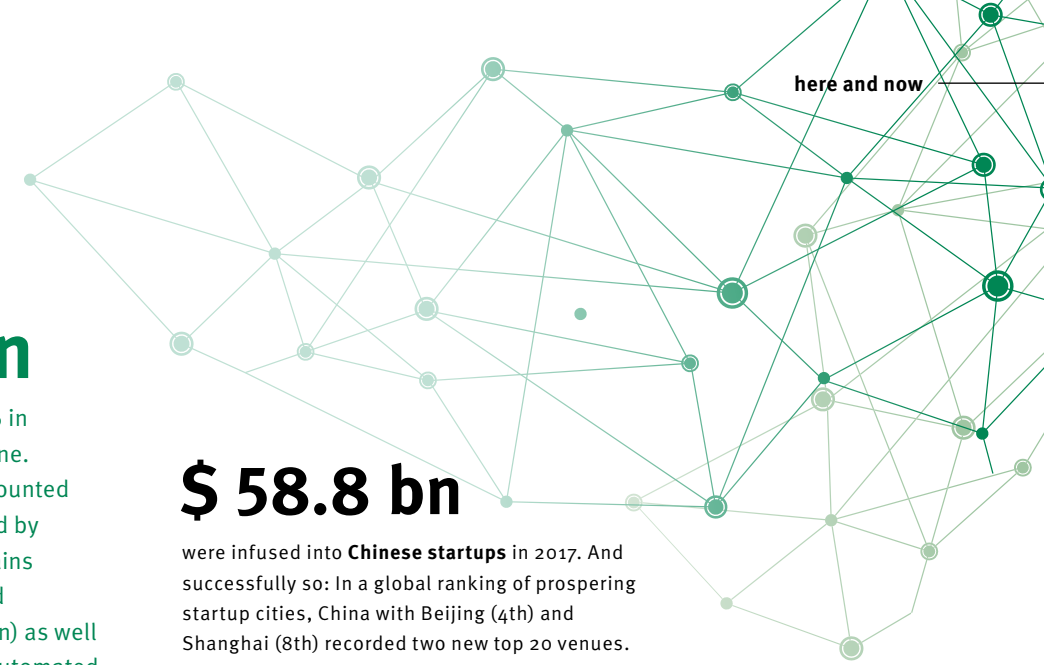 here and now
n
in
ne.
ounted
d by
ins
d
n) as well
automated
$ 58.8 bn
were infused into Chinese startups in 2017. And
successfully so: In a global ranking of prospering
startup cities, China with Beijing (4th) and
Shanghai (8th) recorded two new top 20 venues.